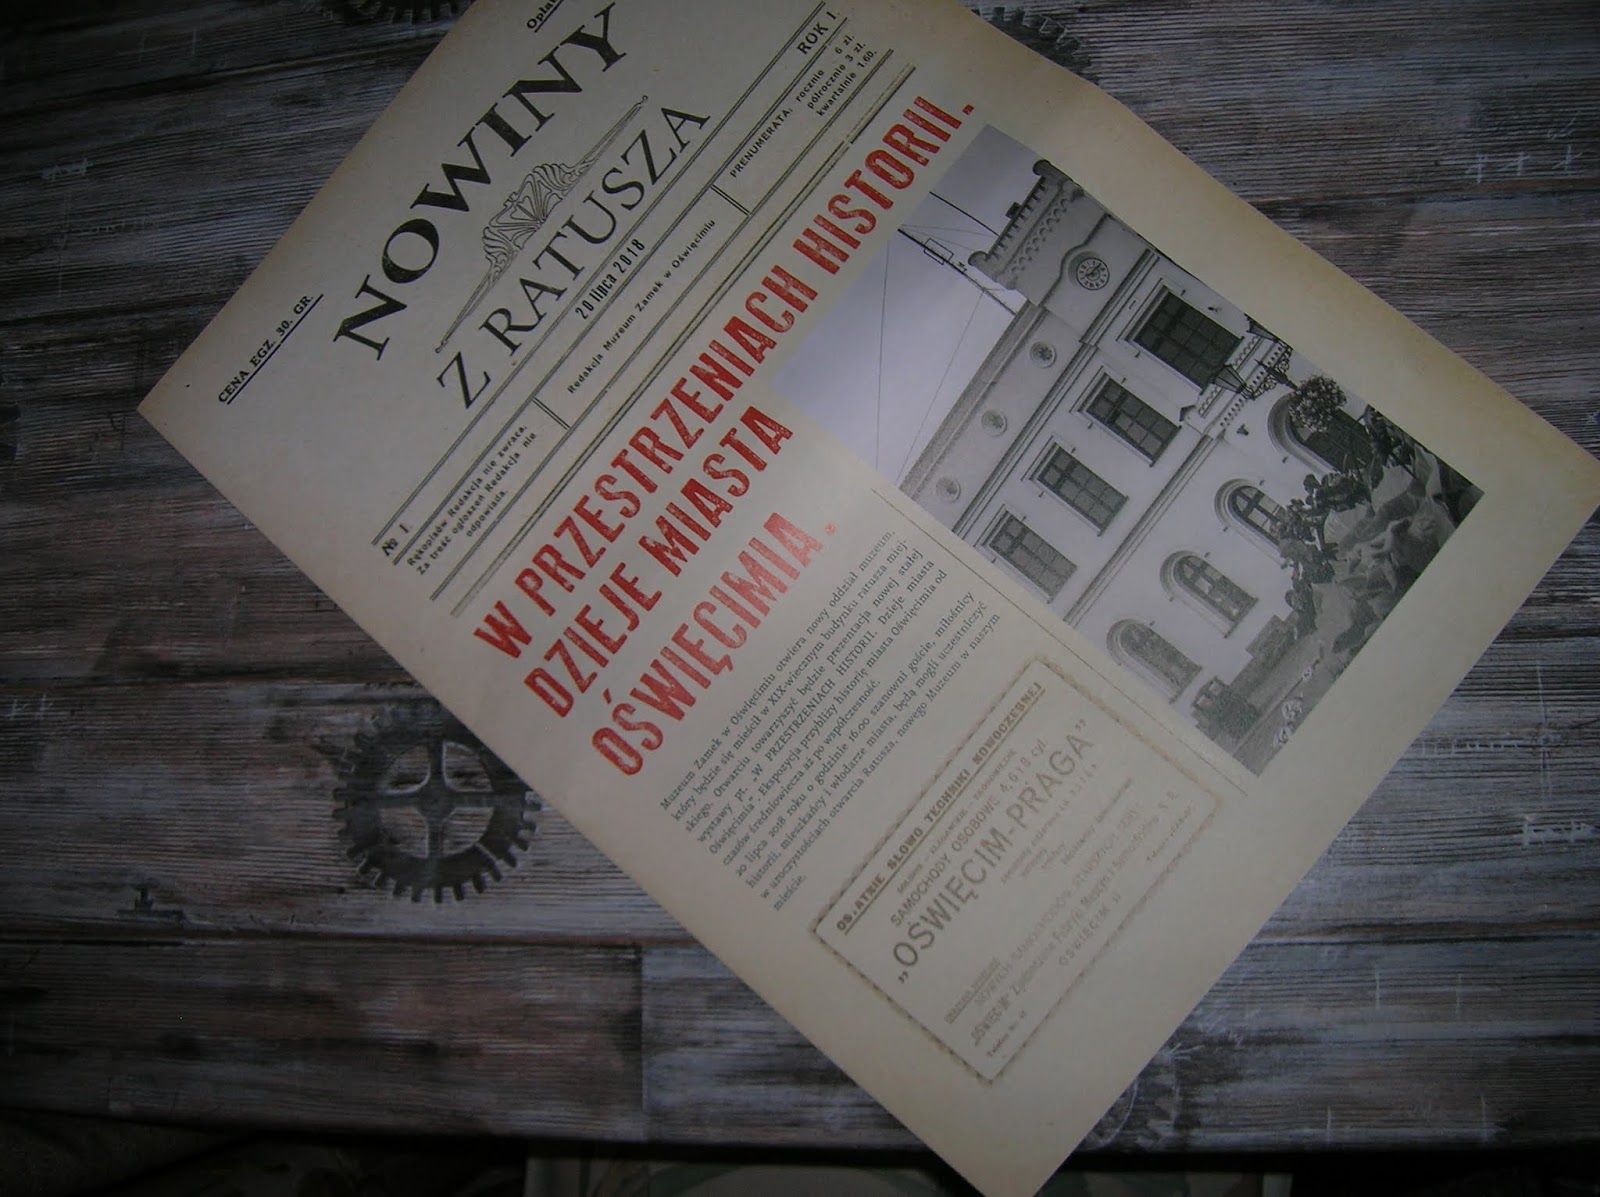 CENA EGZ. 30. GR.
NOWINY
Z RATUSZA
№ 1.
20 lipca 2018
ROK I.
Rękopisów Redakcja nie zwraca.
Za treść ogłoszeń Redakcja nie
odpowiada.
Redakcja Muzeum Zamek w Oświęcimiu
PRENUMERATA, rocznie 6 zł.
półrocznie 3 zł.
kwartalnie 1.60.
W PRZESTRZENIACH HISTORII.
DZIEJE MIASTA
OŚWIĘCIMIA.
Muzeum Zamek w Oświęcimiu otwiera nowy oddział muzeum,
który będzie się mieścił w XIX-wiecznym budynku ratusza miej-
skiego. Otwarciu towarzyszyć będzie prezentacja nowej stałej
wystawy pt. „W PRZESTRZENIACH HISTORII. Dzieje miasta
Oświęcimia". Ekspozycja przybliży historię miasta Oświęcimia od
czasów średniowiecza aż po współczesność.
20 lipca 2018 roku o godzinie 16.00 szanowni goście, miłośnicy
historii, mieszkańcy i włodarze miasta, będą mogli uczestniczyć
w uroczystościach otwarcia Ratusza, nowego Muzeum w naszym
mieście.
OSTATNIE SŁOWO TECHNIKI NOWOCZESNEJ
SAMOCHODY OSOBOWE 4, 6 I 8 cyl.
„OŚWIĘCIM-PRAGA"
OŚWIĘCIM II